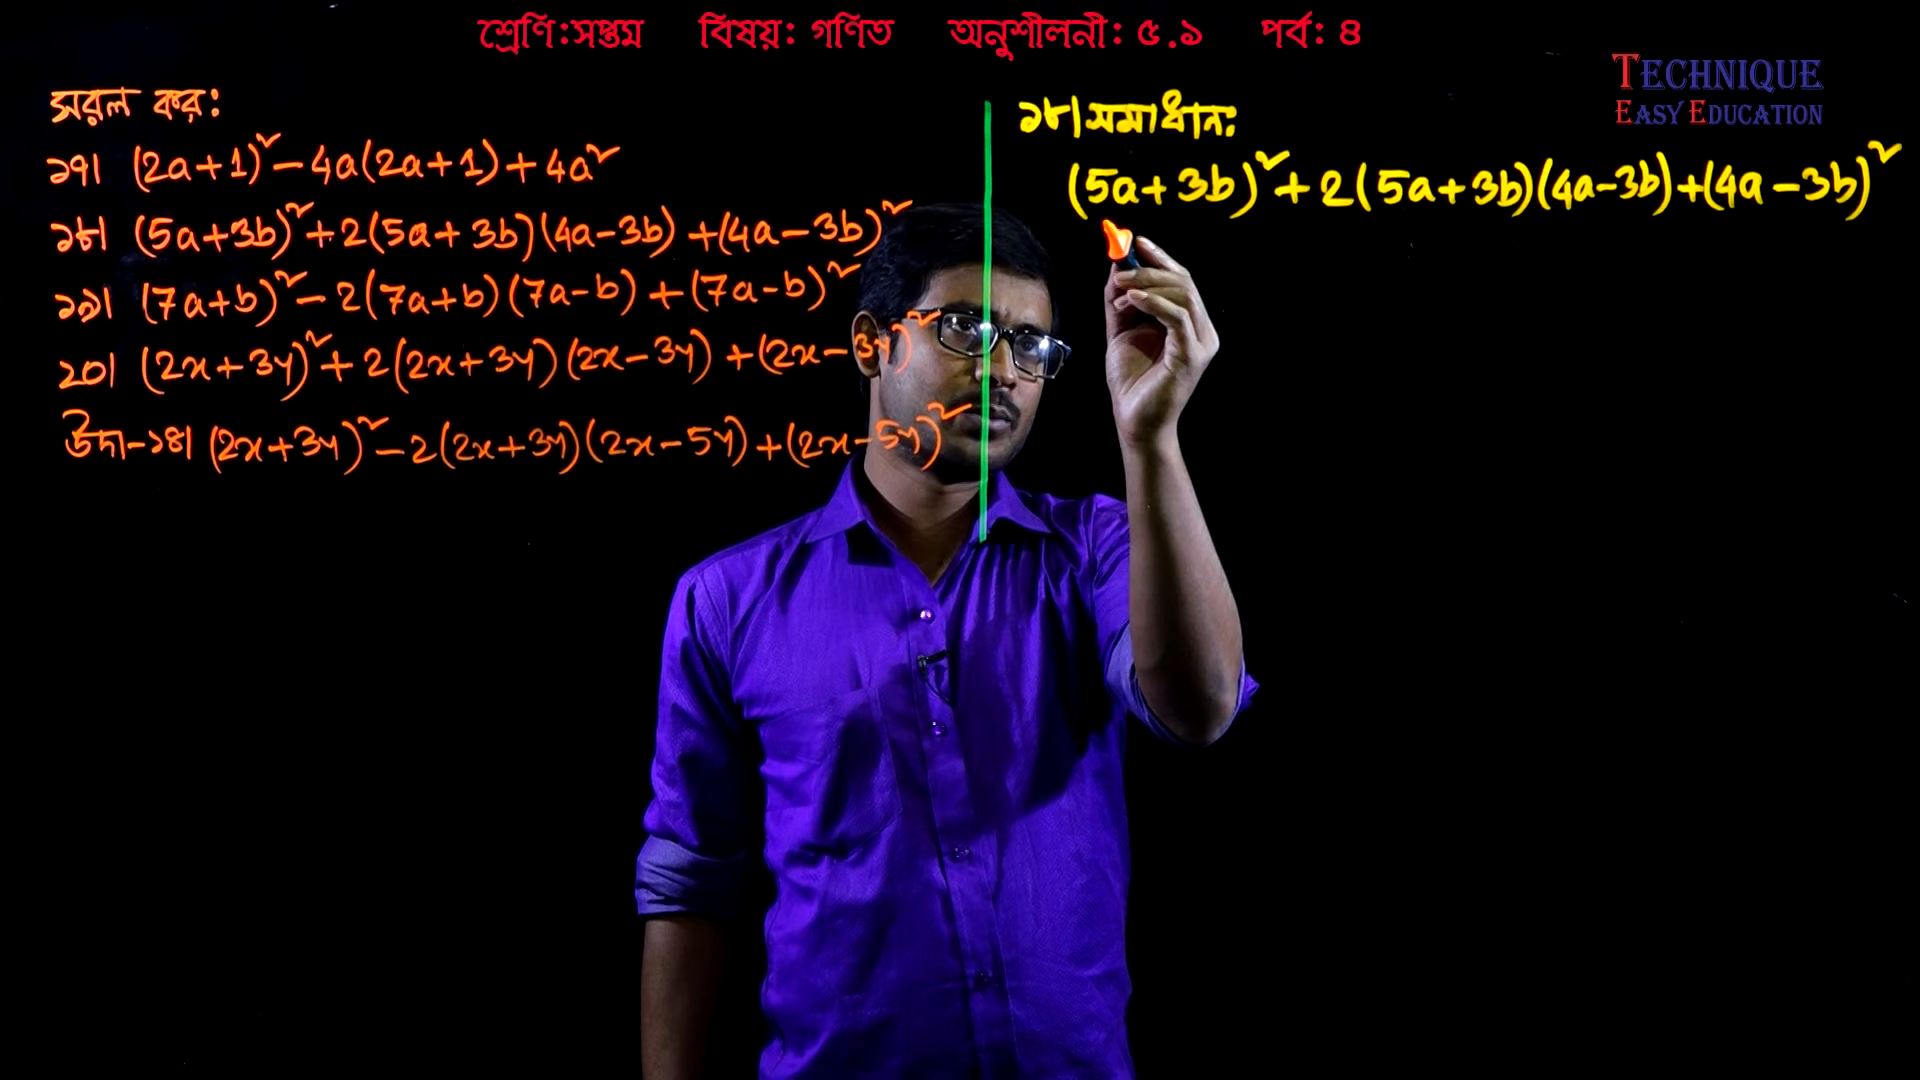 শ্রেণি:সপ্তম বিষয়: গণিত অনুশীলনী: ৫.১ পর্ব: ৪
TECHNIQUE
EASY EDUCATION
সরল কর:
১৭। (2a+1)² - 4a(2a+1) + 4a²
১৮। (5a+3b)² + 2(5a+3b)(4a-3b) + (4a-3b)²
১৯। (7a+b)² - 2(7a+b)(7a-b) + (7a-b)²
২০। (2x+3y)² + 2(2x+3y)(2x-3y) + (2x-3y)²
উদা-১৪। (2x+3y)² - 2(2x+3y)(2x-5y) + (2x-5y)²
১৮। সমাধান:
(5a+3b)² + 2(5a+3b)(4a-3b) + (4a-3b)²